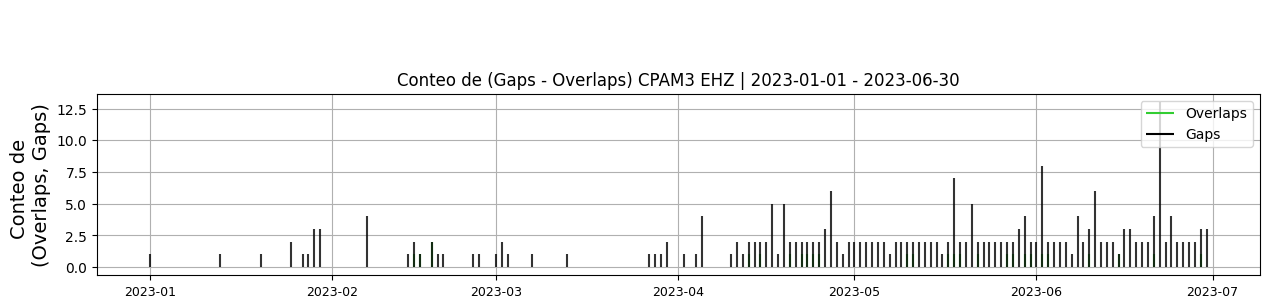 Conteo de (Gaps - Overlaps) CPAM3 EHZ | 2023-01-01 - 2023-06-30
Conteo de
(Overlaps, Gaps)
12.5
10.0
7.5
5.0
2.5
0.0
Overlaps
Gaps
2023-01
2023-02
2023-03
2023-04
2023-05
2023-06
2023-07